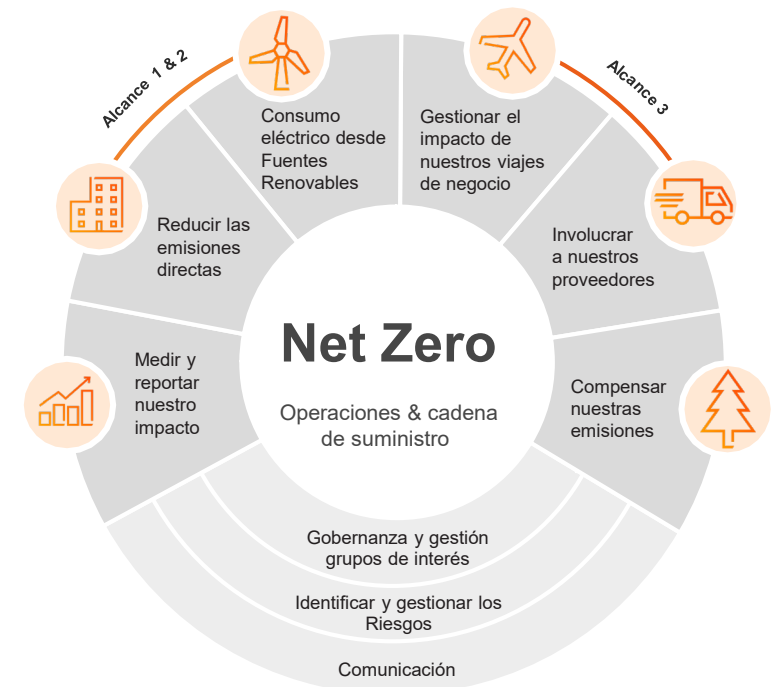 Alcance 1 & 2
Alcance 3
Consumo
eléctrico desde
Fuentes
Renovables
Gestionar el
impacto de
nuestros viajes
de negocio
Reducir las
emisiones
directas
Involucrar
a nuestros
proveedores
Medir y
reportar
nuestro
impacto
Net Zero
Operaciones & cadena
de suministro
Compensar
nuestras
emisiones
Gobernanza y gestión
grupos de interés
Identificar y gestionar los
Riesgos
Comunicación